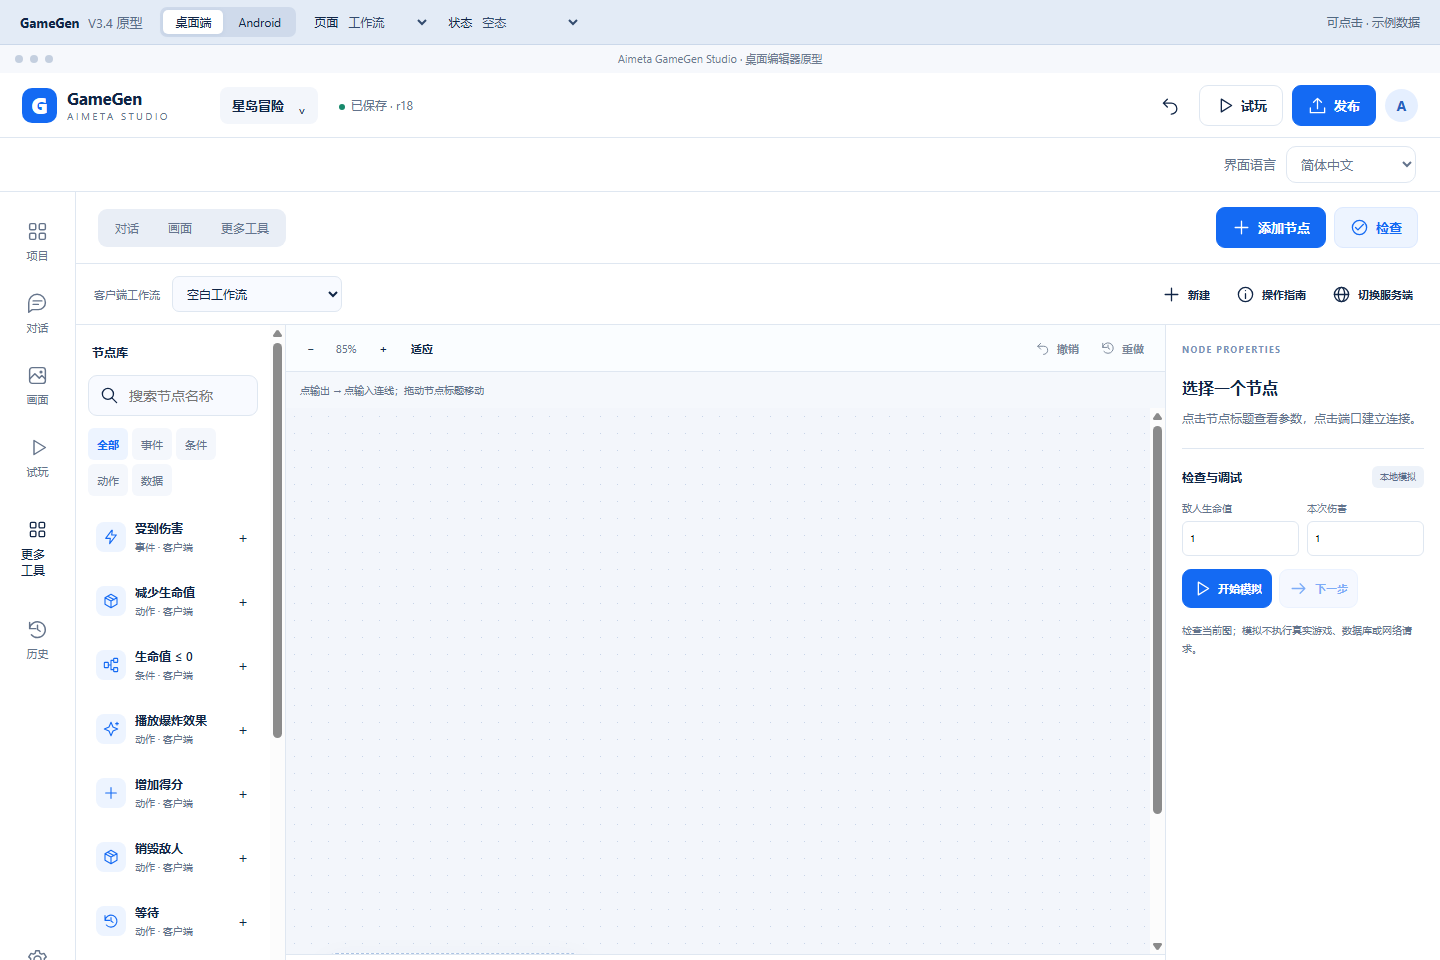 GameGen V3.4 原型 桌面端 Android 页面 工作流 状态 空态 可点击 · 示例数据
Aimeta GameGen Studio · 桌面编辑器原型
G GameGen 星岛冒险 已保存 · r18 试玩 发布 A
AIMETA STUDIO
界面语言 简体中文
对话 画面 更多工具 + 添加节点 检查
客户端工作流 空白工作流 + 新建 操作指南 切换服务端
项目
对话
画面
试玩
更多
工具
历史
节点库
搜索节点名称
全部 事件 条件
动作 数据
受到伤害
事件 · 客户端 +
减少生命值
动作 · 客户端 +
生命值 ≤ 0
条件 · 客户端 +
播放爆炸效果
动作 · 客户端 +
增加得分
动作 · 客户端 +
销毁敌人
动作 · 客户端 +
等待
动作 · 客户端 +
− 85% + 适应 撤销 重做
点输出 → 点输入连线；拖动节点标题移动
NODE PROPERTIES
选择一个节点
点击节点标题查看参数，点击端口建立连接。
检查与调试 本地模拟
敌人生命值 本次伤害
1 1
开始模拟 下一步
检查当前图；模拟不执行真实游戏、数据库或网络请
求。